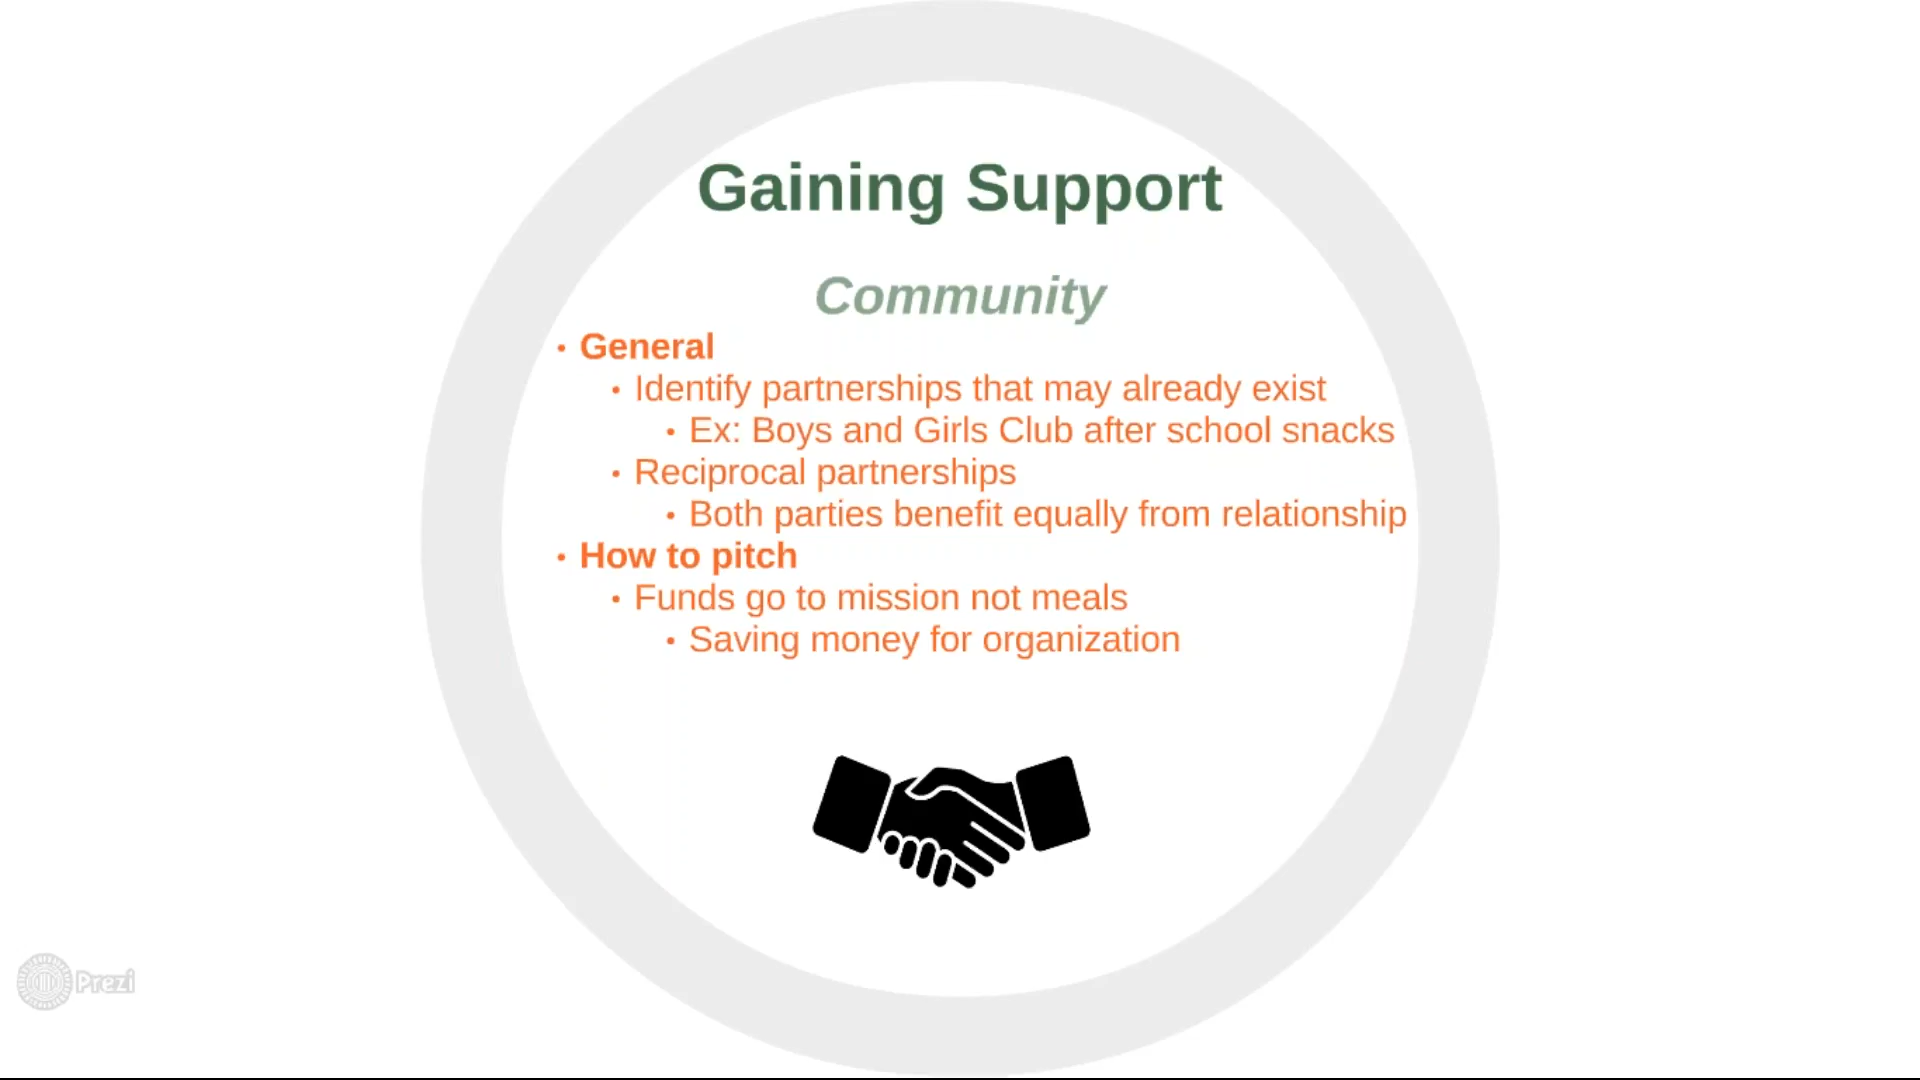 Gaining Support
Community
• General
• Identify partnerships that may already exist
• Ex: Boys and Girls Club after school snacks
• Reciprocal partnerships
• Both parties benefit equally from relationship
• How to pitch
• Funds go to mission not meals
• Saving money for organization
Prezi